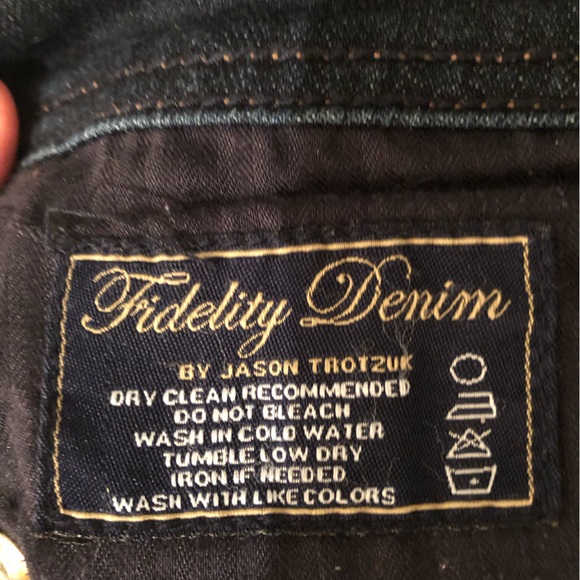 Fidelity Denim
BY JASON TROTZUK
DRY CLEAN RECOMMENDED
DO NOT BLEACH
WASH IN COLD WATER
TUMBLE LOW DRY
IRON IF NEEDED
WASH WITH LIKE COLORS